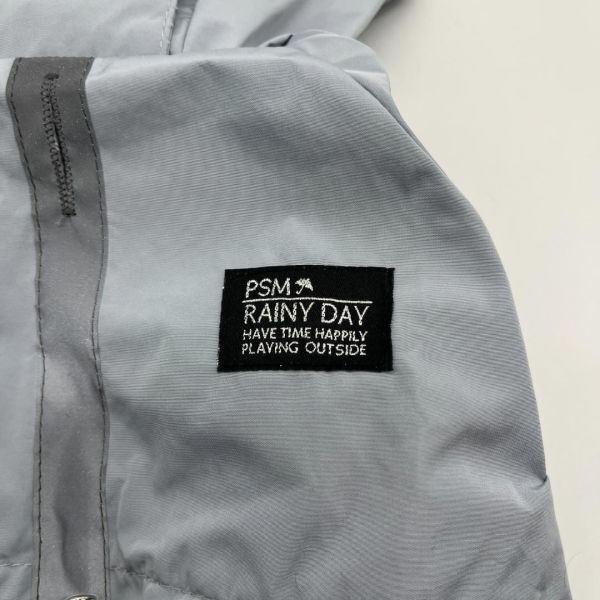 PSM
RAINY DAY
HAVE TIME HAPPILY
PLAYING OUTSIDE